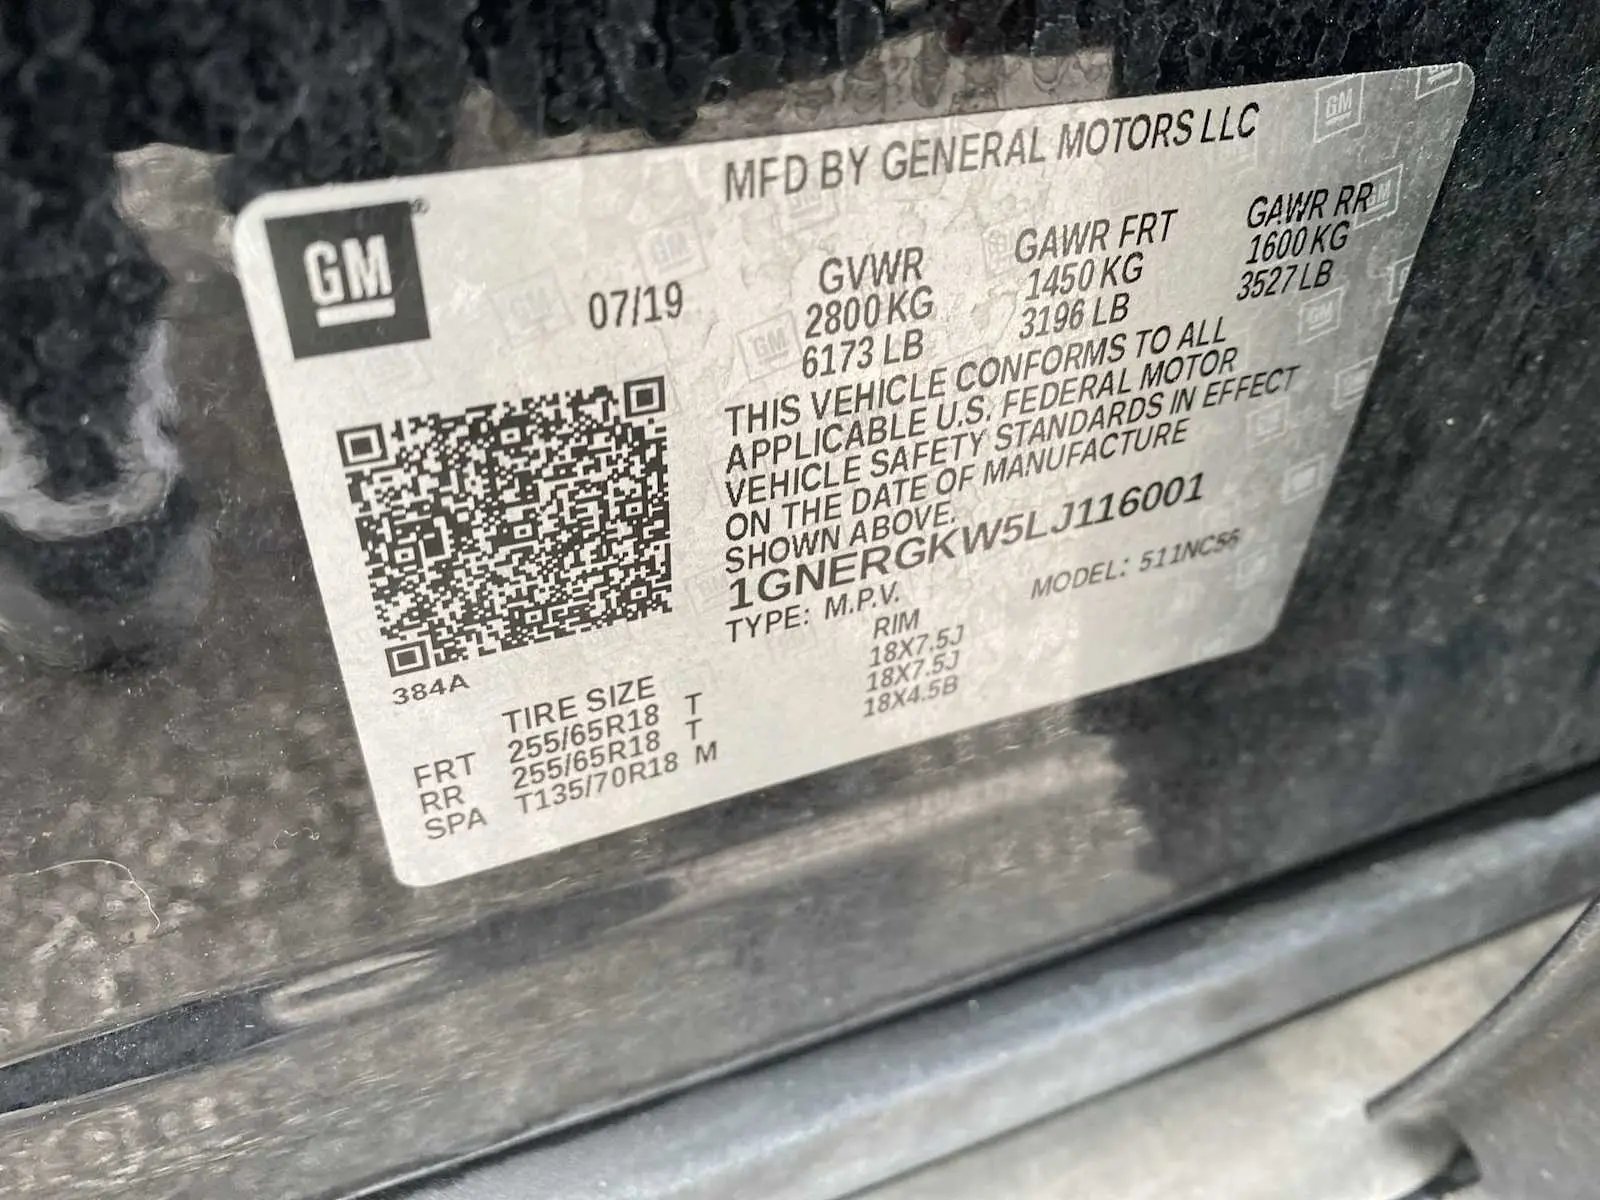 MFD BY GENERAL MOTORS LLC
GM ®
07/19
GVWR
2800 KG
6173 LB
GAWR FRT
1450 KG
3196 LB
GAWR RR
1600 KG
3527 LB
THIS VEHICLE CONFORMS TO ALL
APPLICABLE U.S. FEDERAL MOTOR
VEHICLE SAFETY STANDARDS IN EFFECT
ON THE DATE OF MANUFACTURE
SHOWN ABOVE.
1GNERGKW5LJ116001
TYPE: M.P.V. MODEL: 511NC56
384A
TIRE SIZE RIM
FRT 255/65R18 T 18X7.5J
RR 255/65R18 T 18X7.5J
SPA T135/70R18 M 18X4.5B